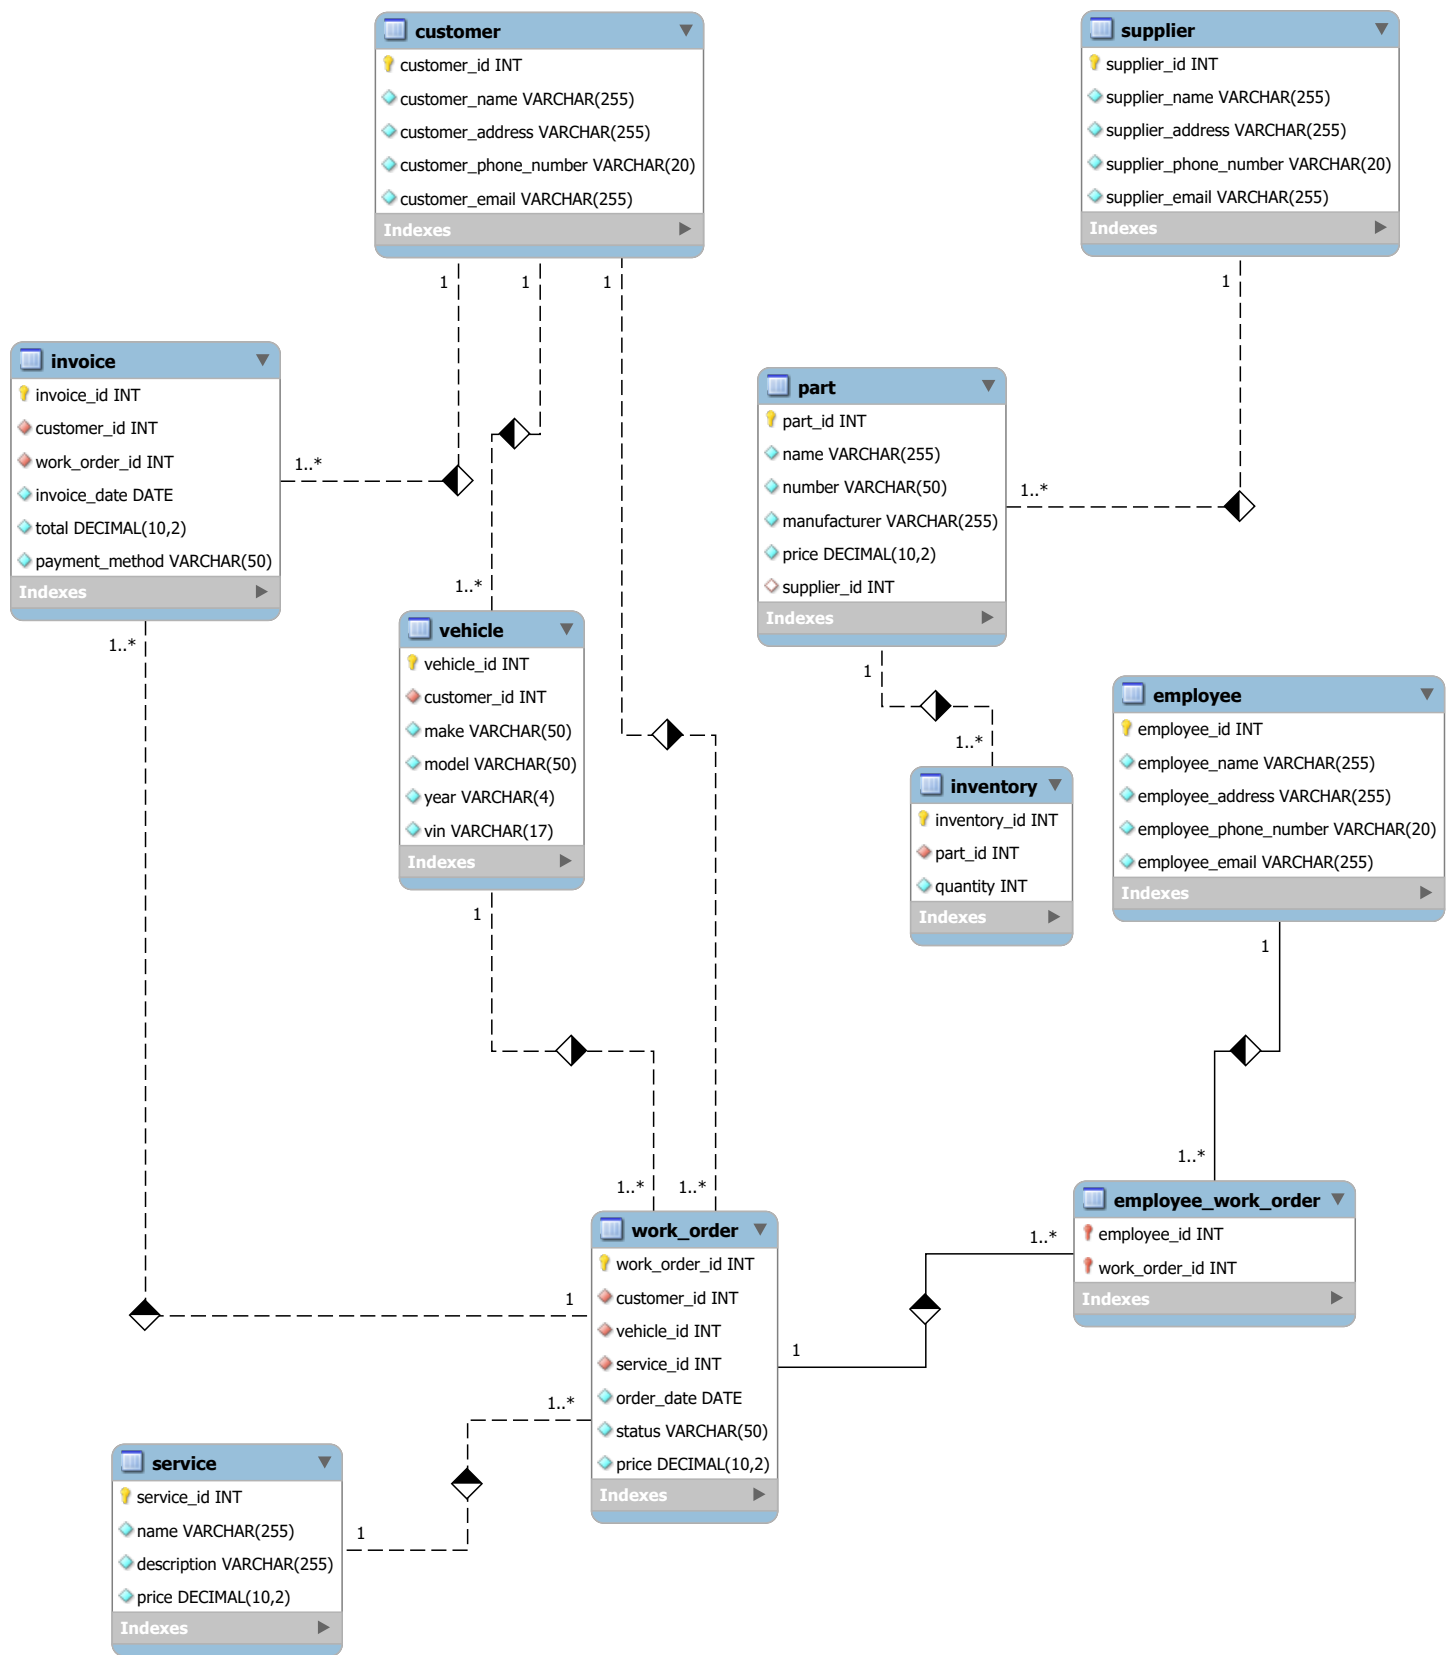 customer
customer_id INT
customer_name VARCHAR(255)
customer_address VARCHAR(255)
customer_phone_number VARCHAR(20)
customer_email VARCHAR(255)
Indexes
supplier
supplier_id INT
supplier_name VARCHAR(255)
supplier_address VARCHAR(255)
supplier_phone_number VARCHAR(20)
supplier_email VARCHAR(255)
Indexes
1
1
1
1
invoice
invoice_id INT
customer_id INT
work_order_id INT
invoice_date DATE
total DECIMAL(10,2)
payment_method VARCHAR(50)
Indexes
1..*
1..*
1..*
part
part_id INT
name VARCHAR(255)
number VARCHAR(50)
manufacturer VARCHAR(255)
price DECIMAL(10,2)
supplier_id INT
Indexes
1..*
1
1..*
vehicle
vehicle_id INT
customer_id INT
make VARCHAR(50)
model VARCHAR(50)
year VARCHAR(4)
vin VARCHAR(17)
Indexes
1
inventory
inventory_id INT
part_id INT
quantity INT
Indexes
employee
employee_id INT
employee_name VARCHAR(255)
employee_address VARCHAR(255)
employee_phone_number VARCHAR(20)
employee_email VARCHAR(255)
Indexes
1
1..*
1..*
1..*
work_order
work_order_id INT
customer_id INT
vehicle_id INT
service_id INT
order_date DATE
status VARCHAR(50)
price DECIMAL(10,2)
Indexes
1
1
1..*
1..*
employee_work_order
employee_id INT
work_order_id INT
Indexes
service
service_id INT
name VARCHAR(255)
description VARCHAR(255)
price DECIMAL(10,2)
Indexes
1